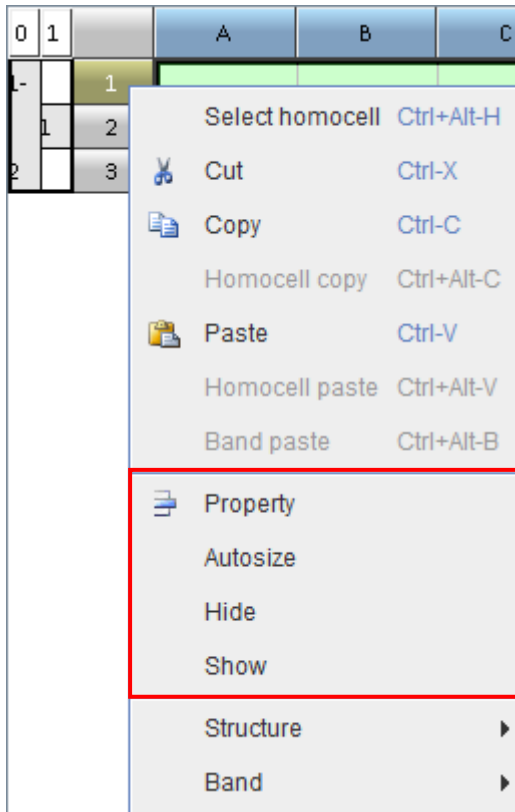 0 1 A B C
1- 1
1 2
2 3
Select homocell Ctrl+Alt-H
Cut Ctrl-X
Copy Ctrl-C
Homocell copy Ctrl+Alt-C
Paste Ctrl-V
Homocell paste Ctrl+Alt-V
Band paste Ctrl+Alt-B
Property
Autosize
Hide
Show
Structure
Band